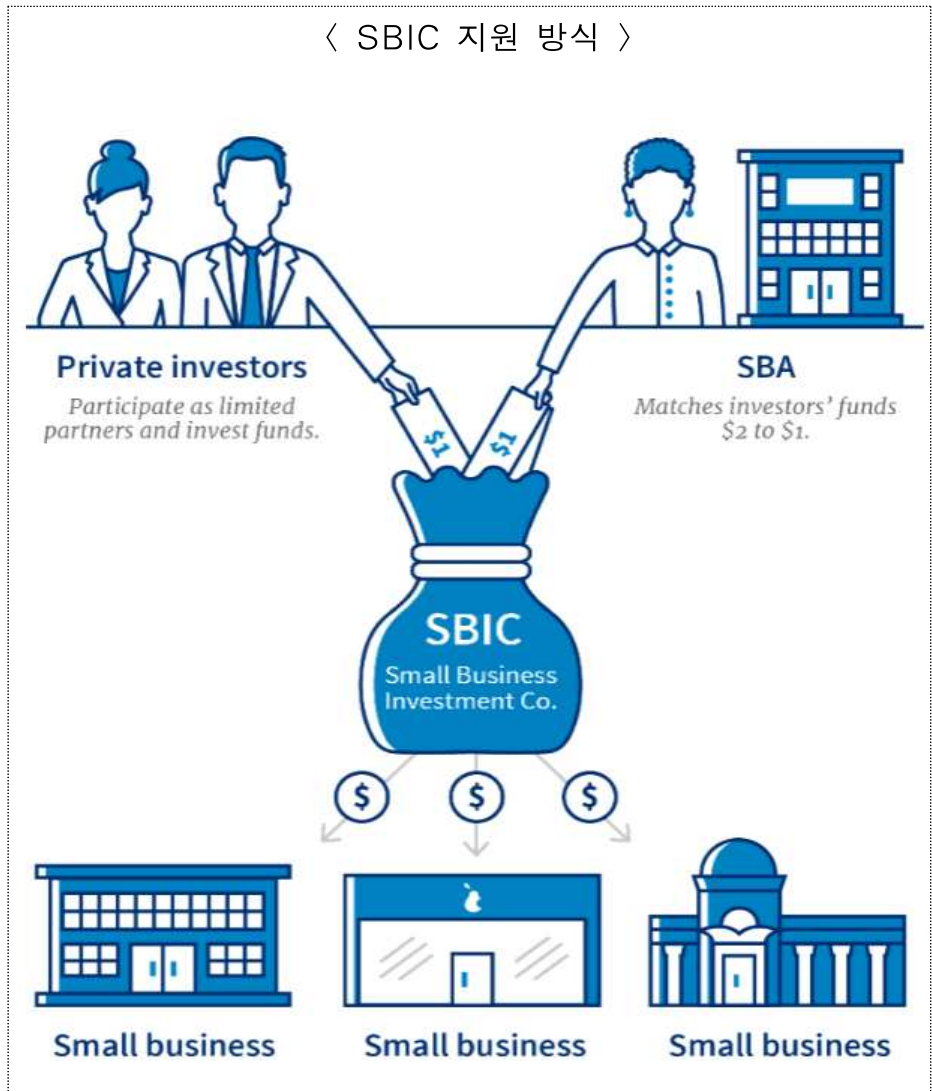 〈 SBIC 지원 방식 〉
Private investors
Participate as limited
partners and invest funds.
SBA
Matches investors' funds
$2 to $1.
$1
$1
SBIC
Small Business
Investment Co.
$
$
$
Small business
Small business
Small business